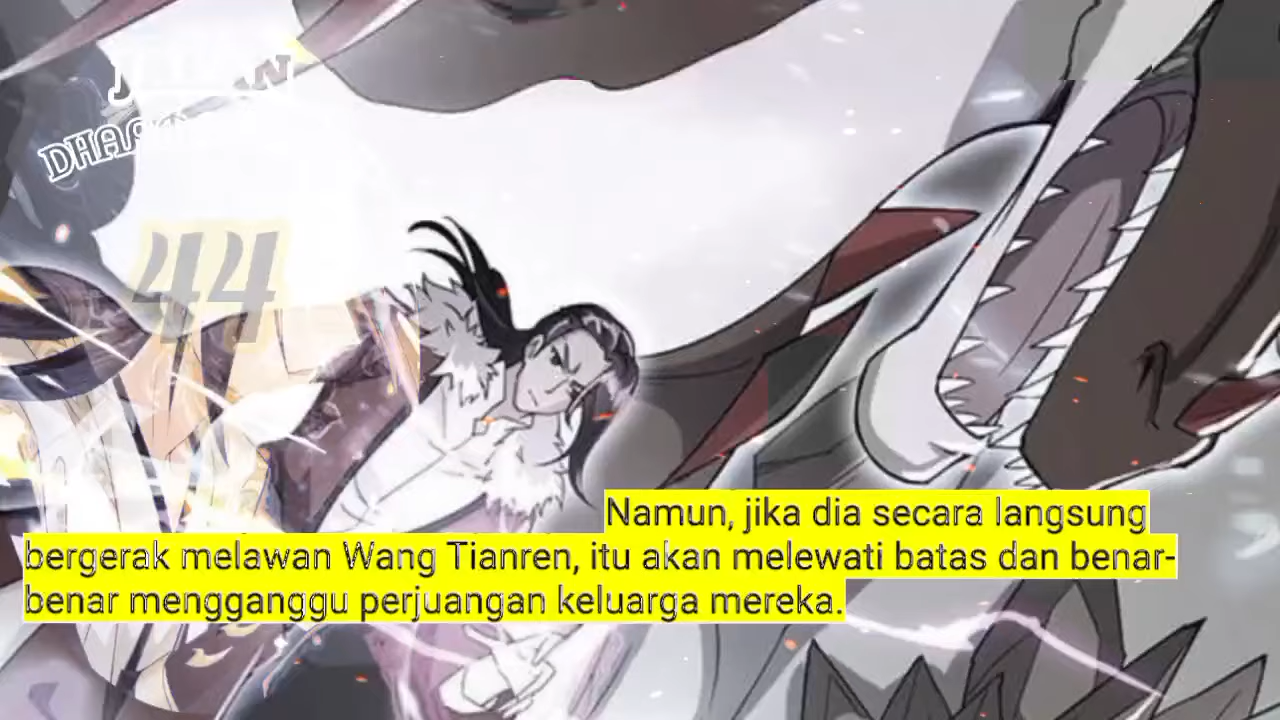 44
Namun, jika dia secara langsung
bergerak melawan Wang Tianren, itu akan melewati batas dan benar-
benar mengganggu perjuangan keluarga mereka.